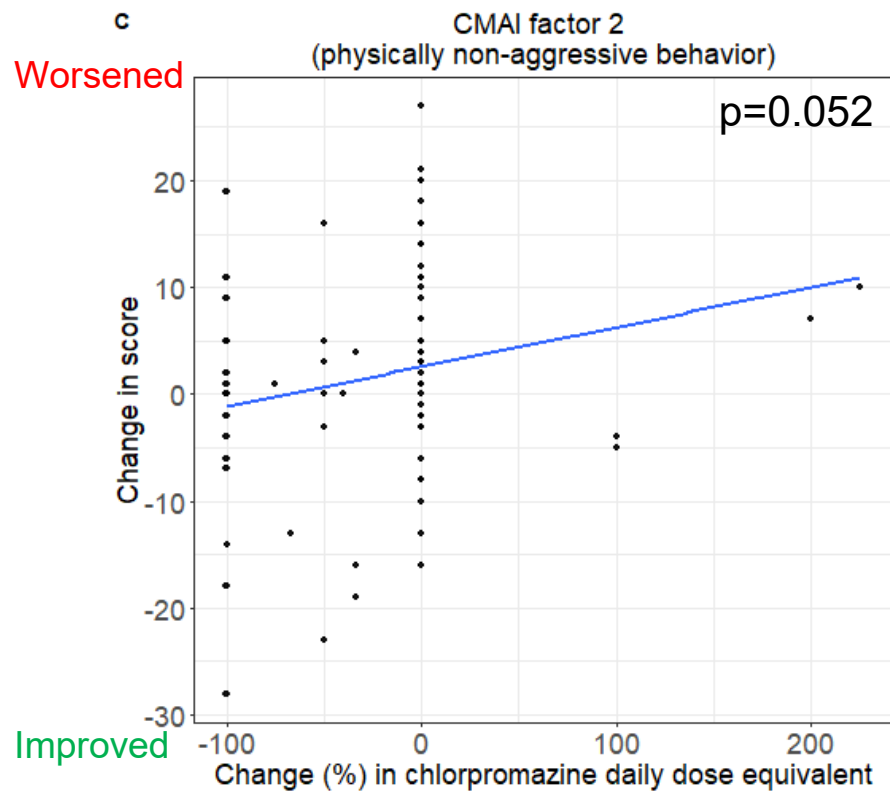 c
CMAI factor 2
(physically non-aggressive behavior)
Worsened
p=0.052
20
10
0
-10
-20
-30
Change in score
Improved
-100 0 100 200
Change (%) in chlorpromazine daily dose equivalent